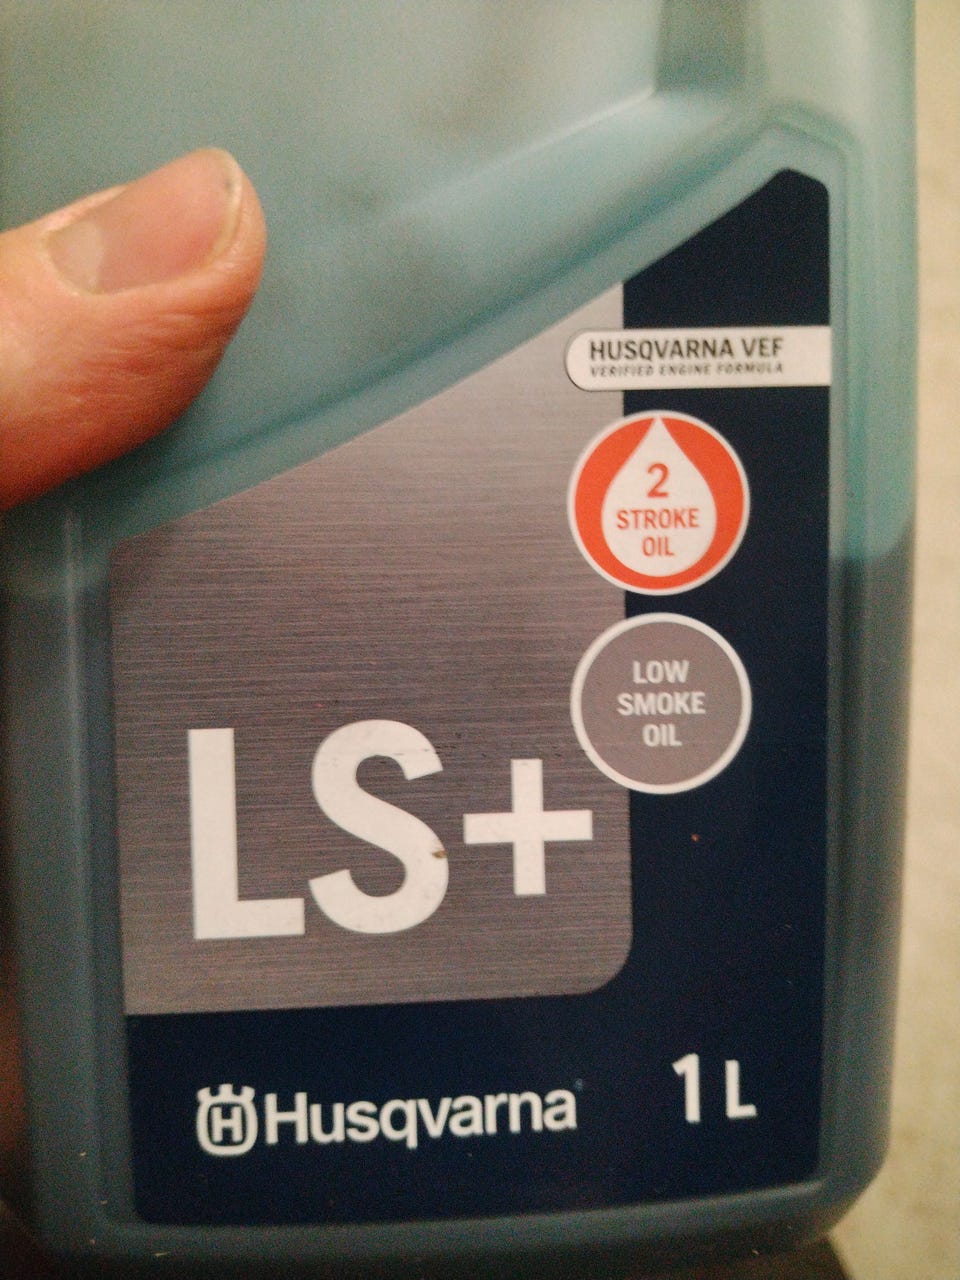 HUSQVARNA VEF
VERIFIED ENGINE FORMULA
2
STROKE
OIL
LOW
SMOKE
OIL
LS+
H Husqvarna
1 L